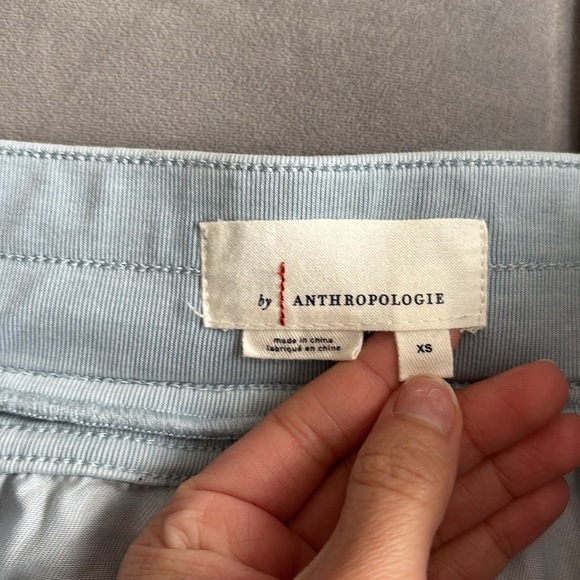 by ANTHROPOLOGIE
made in china
fabriqué en chine
XS